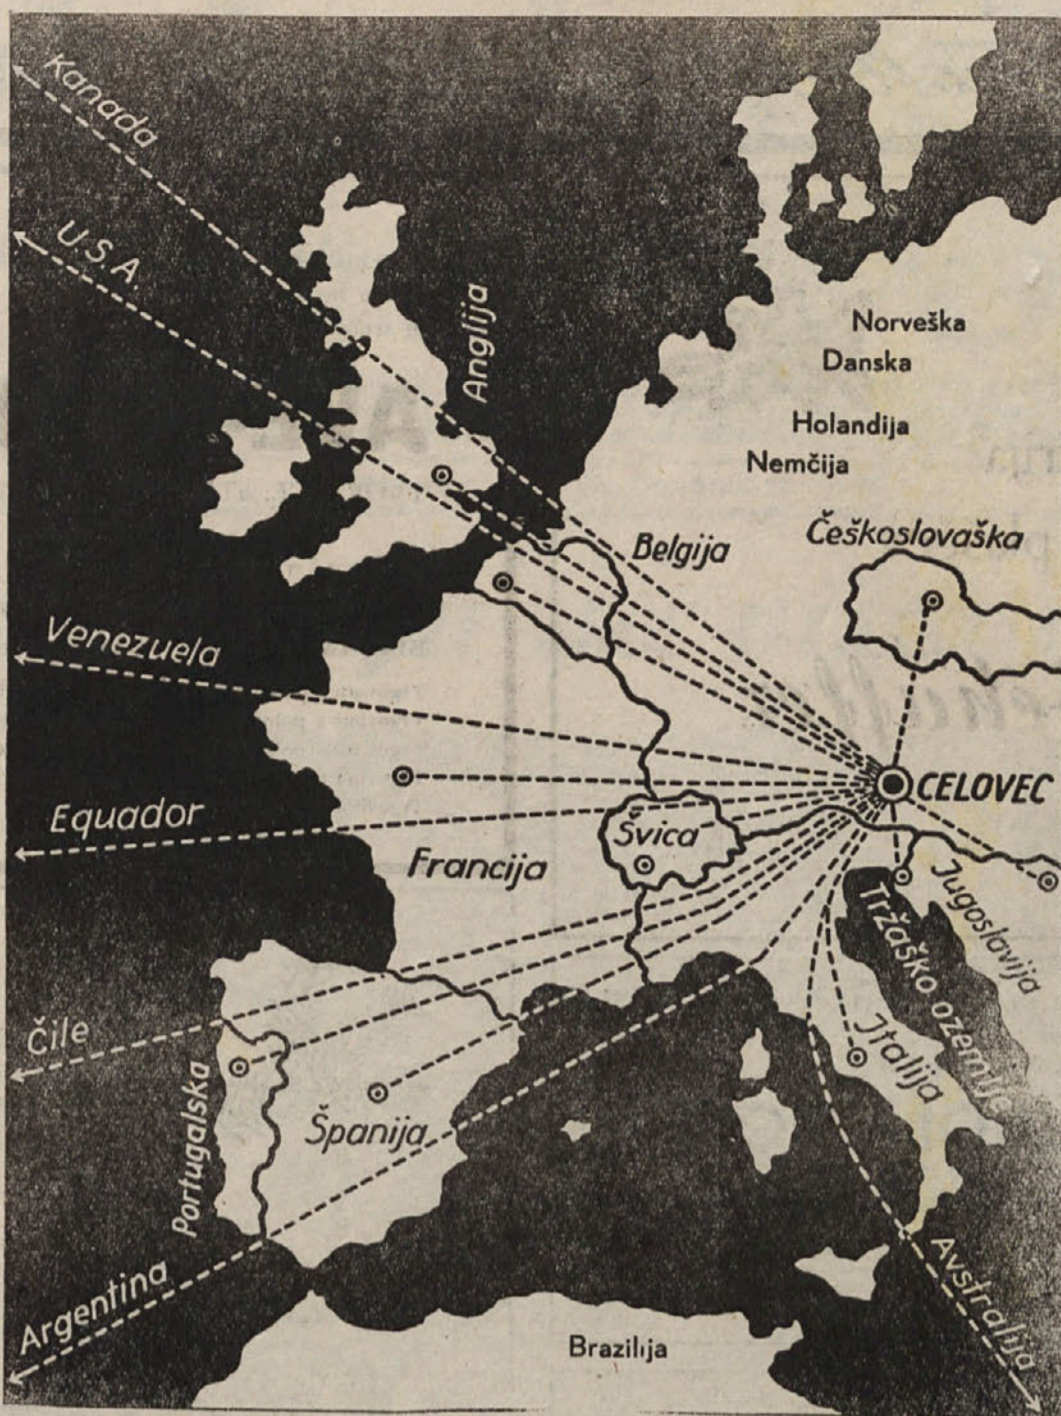 Kanada
U.S.A
Anglija
Norveška
Danska
Holandija
Nemčija
Belgija
Češkoslovaška
Venezuela
CELOVEC
Equador
Švica
Francija
Jugoslavija
Tržaško ozemlje
Čile
Italija
Portugalska
Španija
Argentina
Avstralija
Brazilija